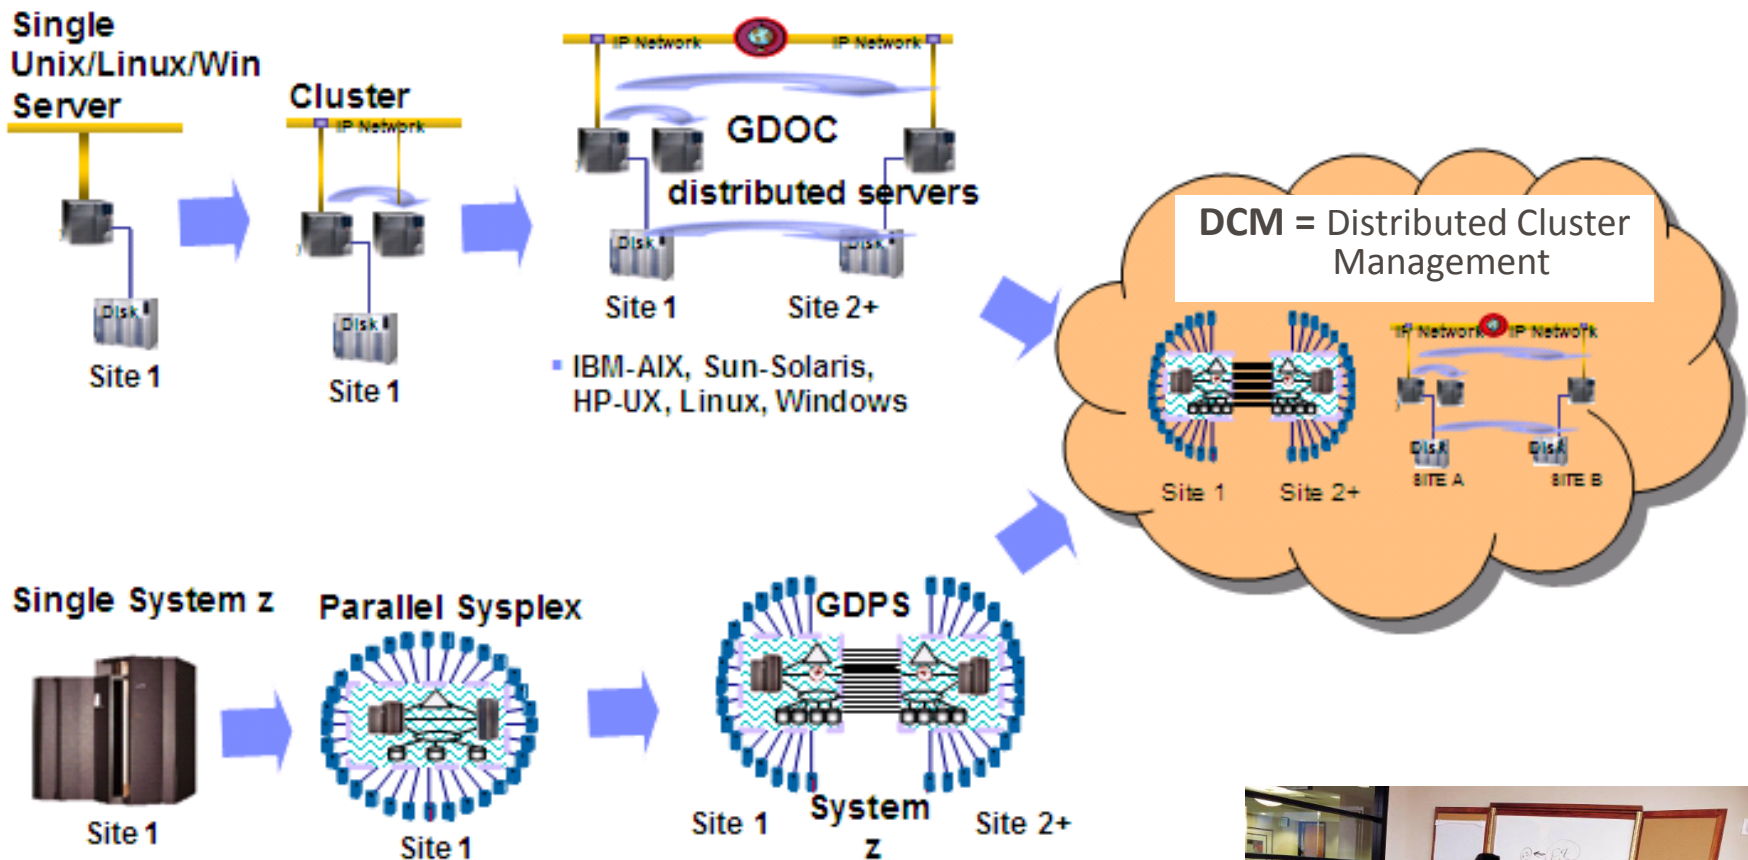 Single
Unix/Linux/Win
Server
Disk
Site 1
Cluster
IP Network
Disk
Site 1
IP Network
IP Network
GDOC
distributed servers
Disk
Disk
Site 1
Site 2+
▪ IBM-AIX, Sun-Solaris,
HP-UX, Linux, Windows
DCM = Distributed Cluster
Management
Site 1
Site 2+
IP Network
IP Network
Disk
Disk
SITE A
SITE B
Single System z
Site 1
Parallel Sysplex
Site 1
GDPS
Site 1
System
z
Site 2+